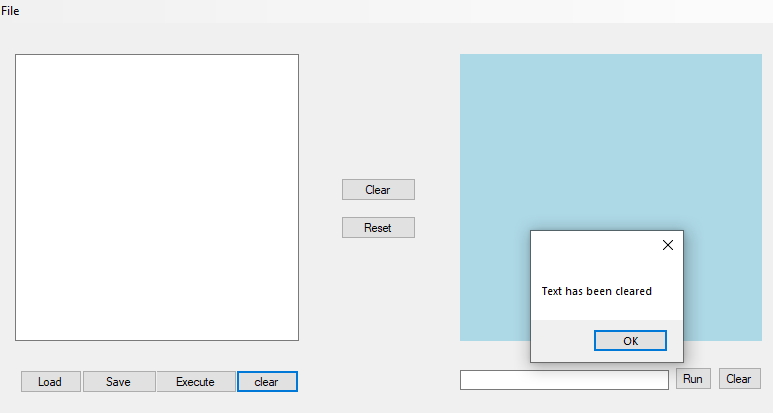 File
Clear
Reset
Text has been cleared
OK
Load
Save
Execute
clear
Run
Clear